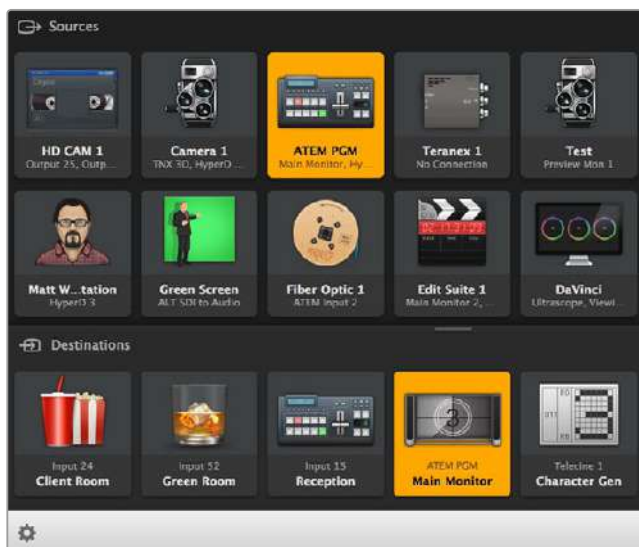 Sources
HD CAM 1
Output 25, Outp...
Camera 1
TNX 3D, HyperD ...
ATEM PGM
Main Monitor, Hy...
Teranex 1
No Connection
Test
Preview Mon 1
Matt W...tation
HyperD 3
Green Screen
ALT SDI to Audio
Fiber Optic 1
ATEM Input 2
Edit Suite 1
Main Monitor 2, ...
DaVinci
Ultrascope, Viewi...
Destinations
3
Input 24
Client Room
Input 52
Green Room
Input 15
Reception
ATEM PGM
Main Monitor
Telecine 1
Character Gen